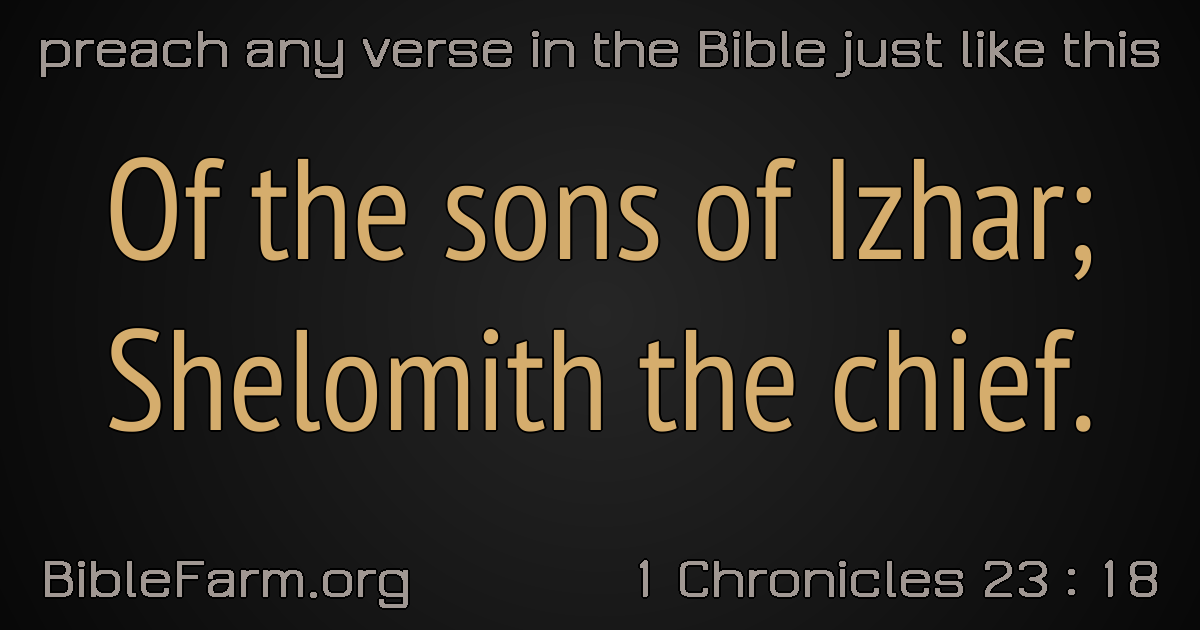 preach any verse in the Bible just like this
Of the sons of Izhar;
Shelomith the chief.
BibleFarm.org
1 Chronicles 23 : 18